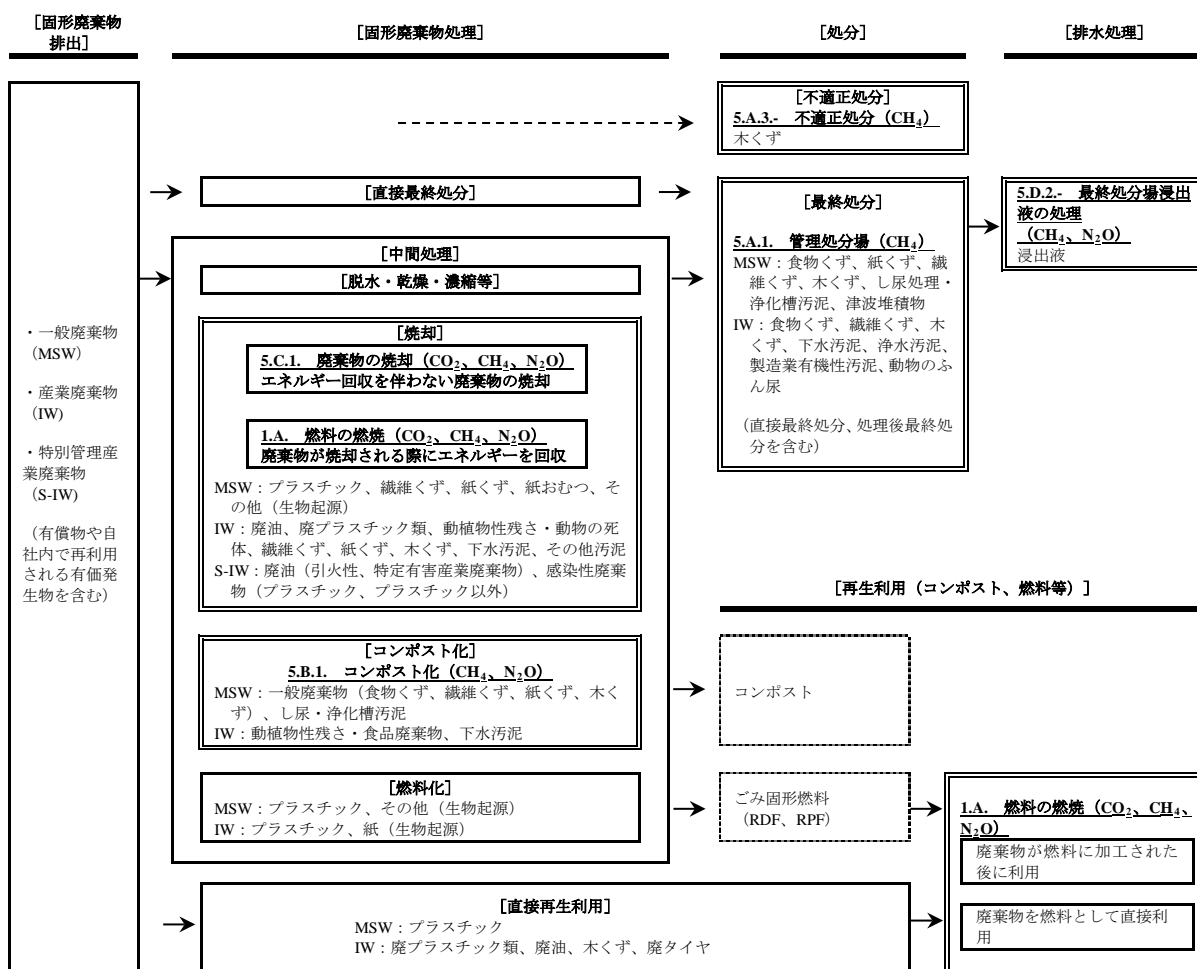 [固形廃棄物
排出]
[固形廃棄物処理]
[処分]
[排水処理]
・一般廃棄物
(MSW)
・産業廃棄物
(IW)
・特別管理産
業廃棄物
(S-IW)
(有償物や自
社内で再利用
される有価発
生物を含む)
[不適正処分]
5.A.3.- 不適正処分（CH₄）
木くず
[直接最終処分]
[中間処理]
[脱水・乾燥・濃縮等]
[焼却]
5.C.1. 廃棄物の焼却（CO₂、CH₄、N₂O）
エネルギー回収を伴わない廃棄物の焼却
1.A. 燃料の燃焼（CO₂、CH₄、N₂O）
廃棄物が焼却される際にエネルギーを回収
MSW：プラスチック、繊維くず、紙くず、紙おむつ、そ
の他（生物起源）
IW：廃油、廃プラスチック類、動植物性残さ・動物の死
体、繊維くず、紙くず、木くず、下水汚泥、その他汚泥
S-IW：廃油（引火性、特定有害産業廃棄物）、感染性廃棄
物（プラスチック、プラスチック以外）
[コンポスト化]
5.B.1. コンポスト化（CH₄、N₂O）
MSW：一般廃棄物（食物くず、繊維くず、紙くず、木く
ず）、し尿・浄化槽汚泥
IW：動植物性残さ・食品廃棄物、下水汚泥
[燃料化]
MSW：プラスチック、その他（生物起源）
IW：プラスチック、紙（生物起源）
[直接再生利用]
MSW：プラスチック
IW：廃プラスチック類、廃油、木くず、廃タイヤ
[最終処分]
5.A.1. 管理処分場（CH₄）
MSW：食物くず、紙くず、繊
維くず、木くず、し尿処理・
浄化槽汚泥、津波堆積物
IW：食物くず、繊維くず、木
くず、下水汚泥、浄水汚泥、
製造業有機性汚泥、動物のふ
ん尿
（直接最終処分、処理後最終処
分を含む）
5.D.2.- 最終処分場浸出
液の処理
（CH₄、N₂O）
浸出液
[再生利用（コンポスト、燃料等）]
コンポスト
ごみ固形燃料
（RDF、RPF）
1.A. 燃料の燃焼（CO₂、CH₄、
N₂O）
廃棄物が燃料に加工された
後に利用
廃棄物を燃料として直接利
用